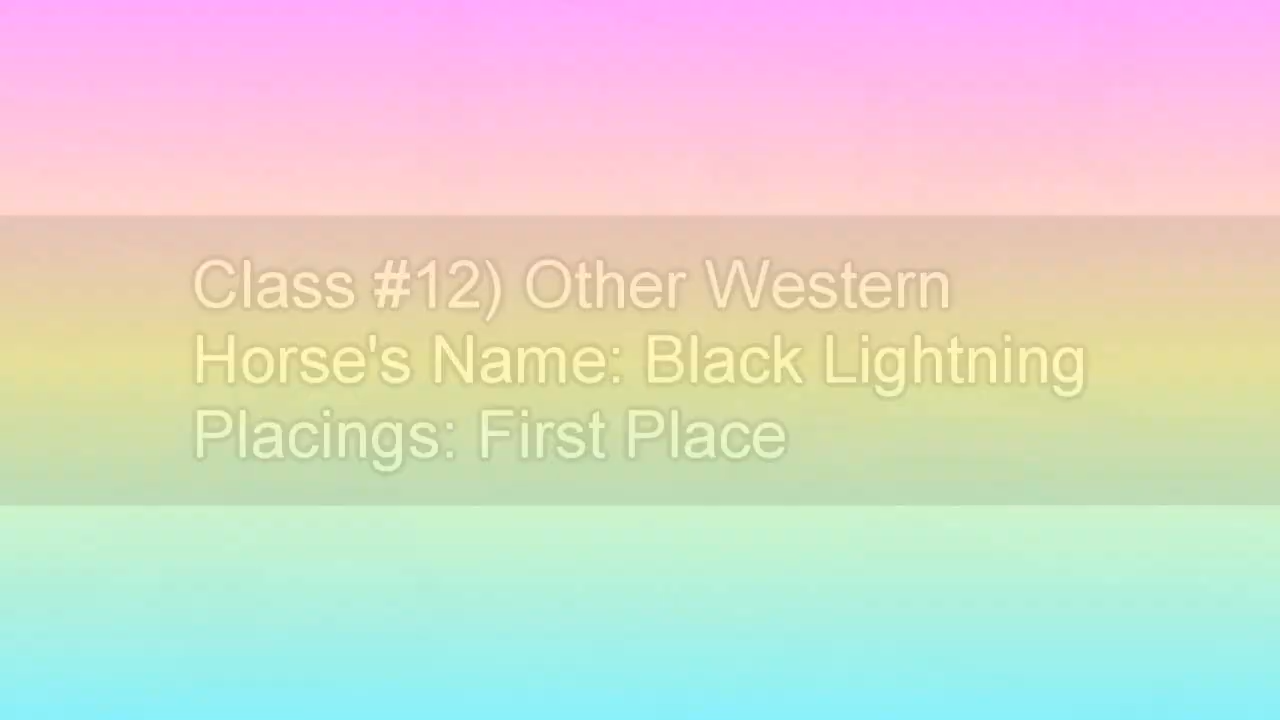 Class #12) Other Western
Horse's Name: Black Lightning
Placings: First Place